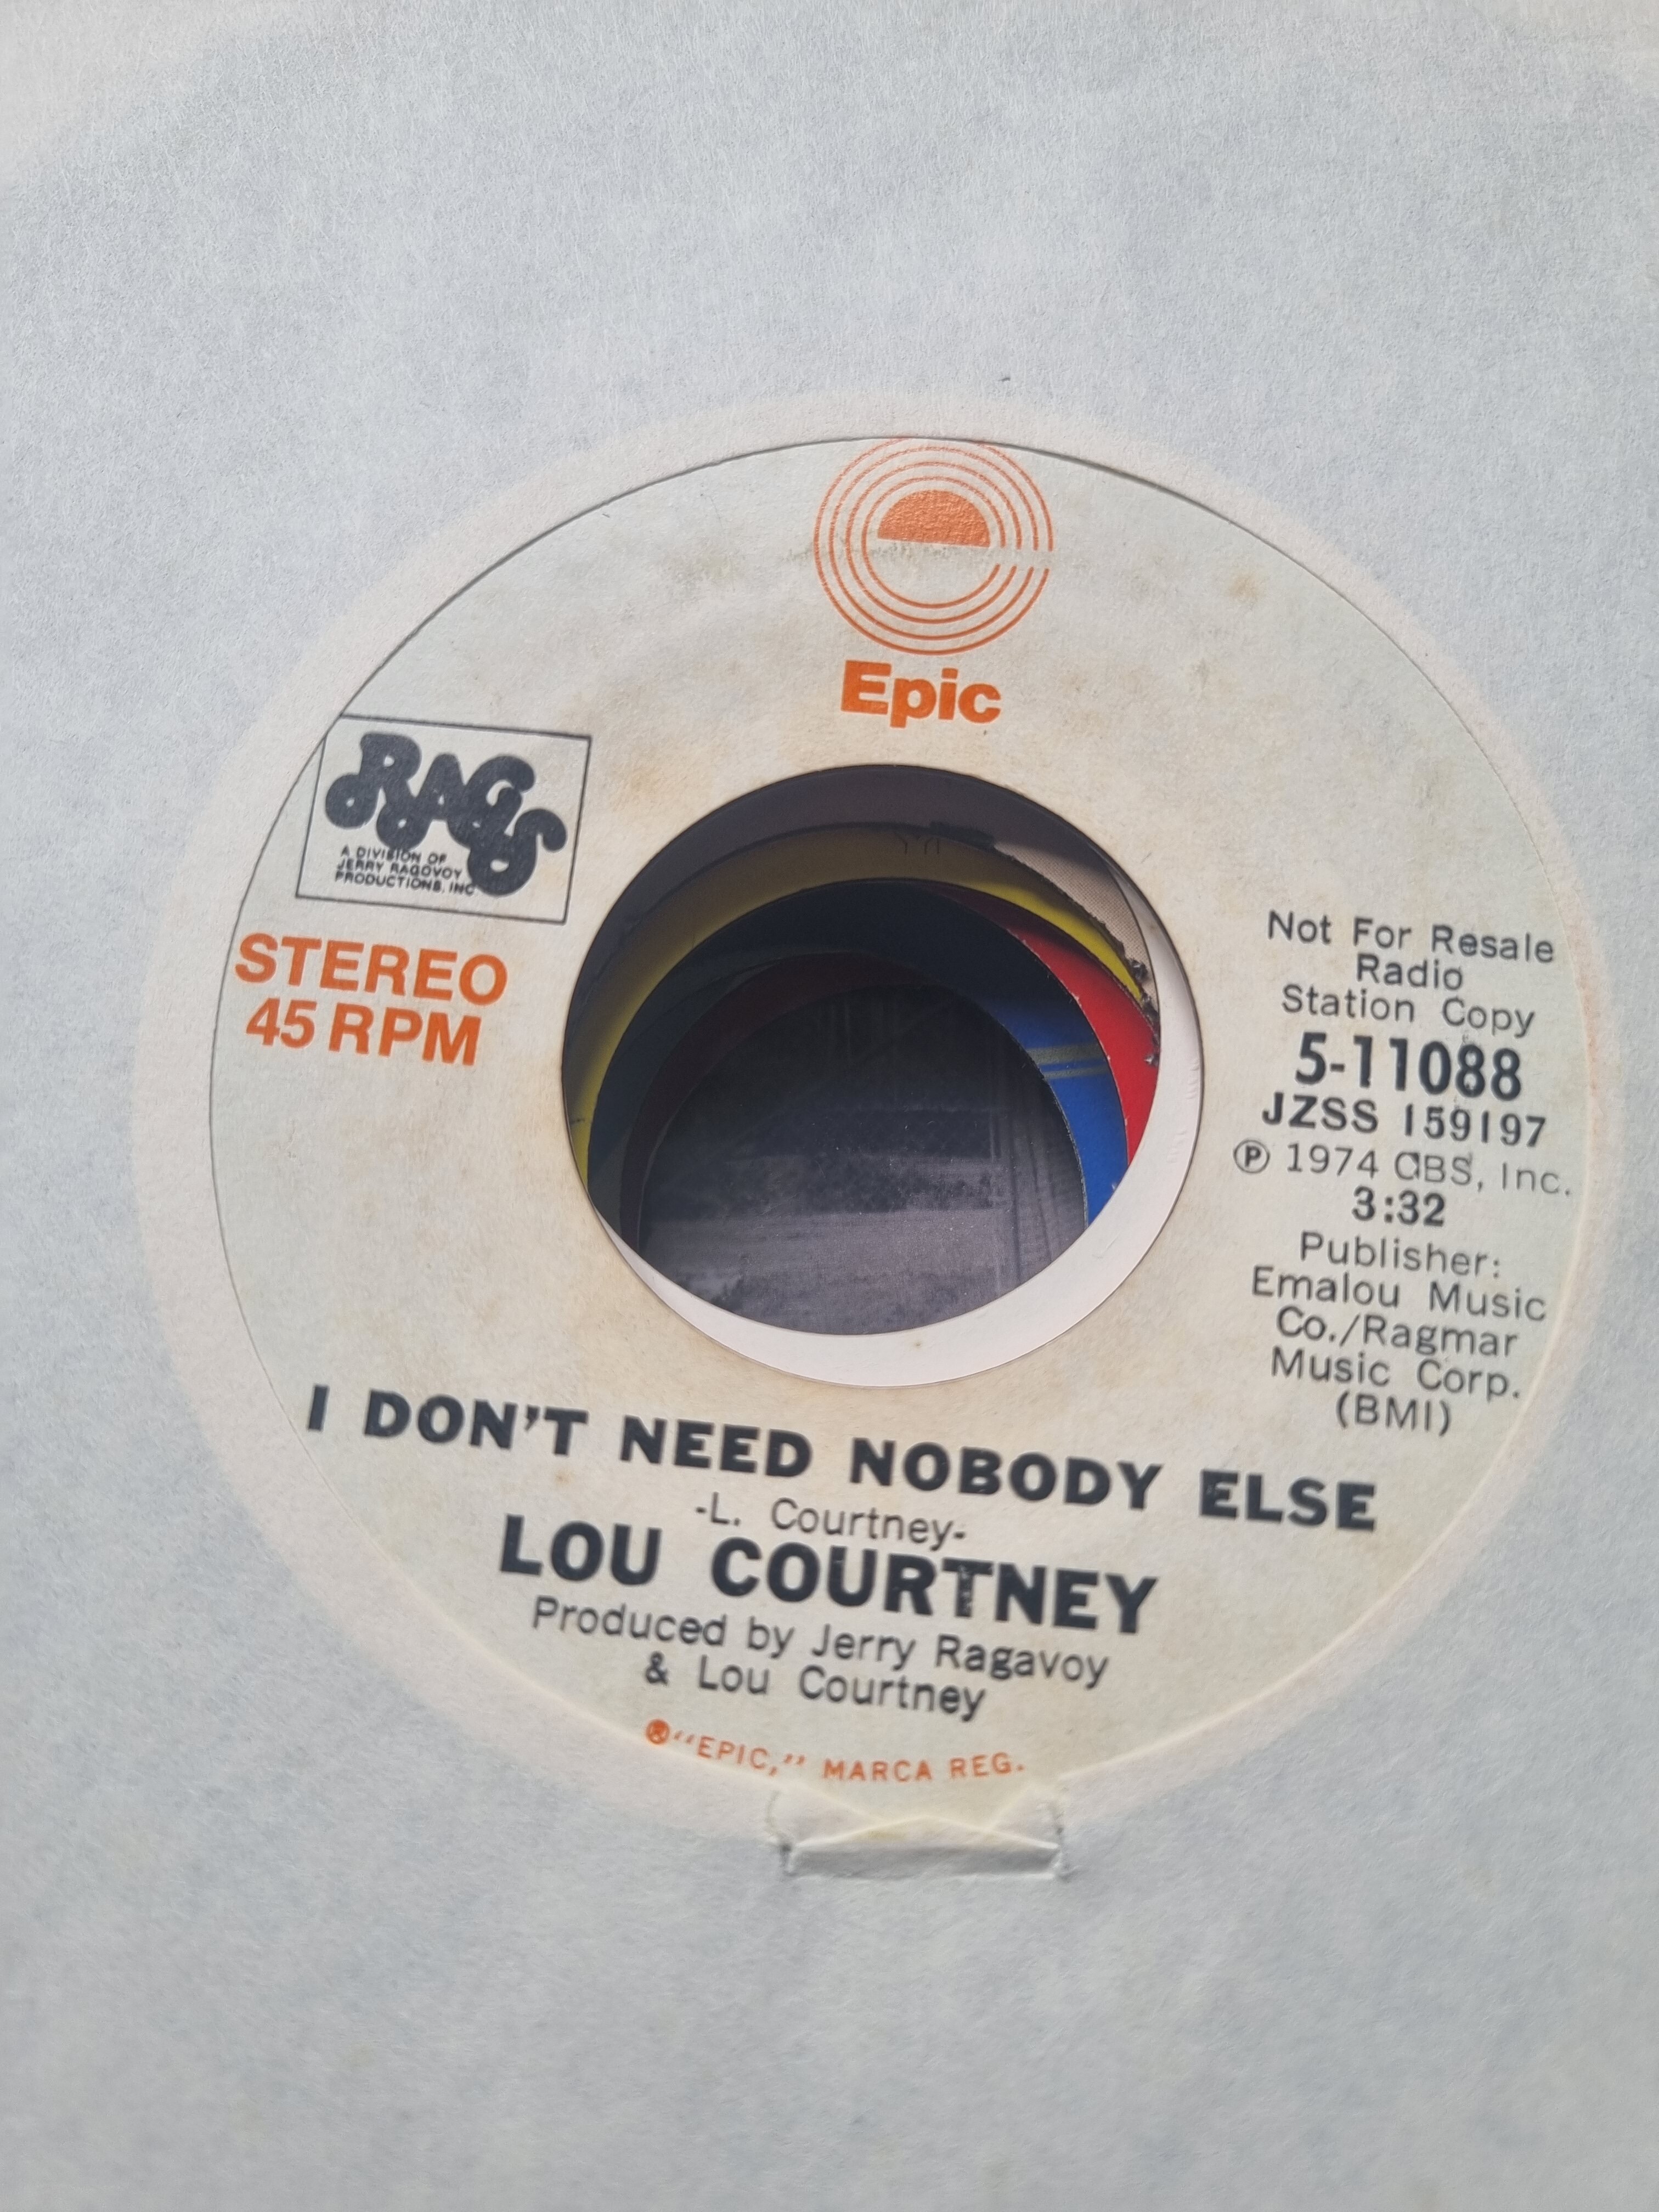 Epic
RAGS
A DIVISION OF
JERRY RAGOVOY
PRODUCTIONS, INC
STEREO
45 RPM
Not For Resale
Radio
Station Copy
5-11088
JZSS 159197
Ⓟ 1974 CBS, Inc.
3:32
Publisher:
Emalou Music
Co./Ragmar
Music Corp.
(BMI)
I DON'T NEED NOBODY ELSE
-L. Courtney-
LOU COURTNEY
Produced by Jerry Ragavoy
& Lou Courtney
®"EPIC," MARCA REG.